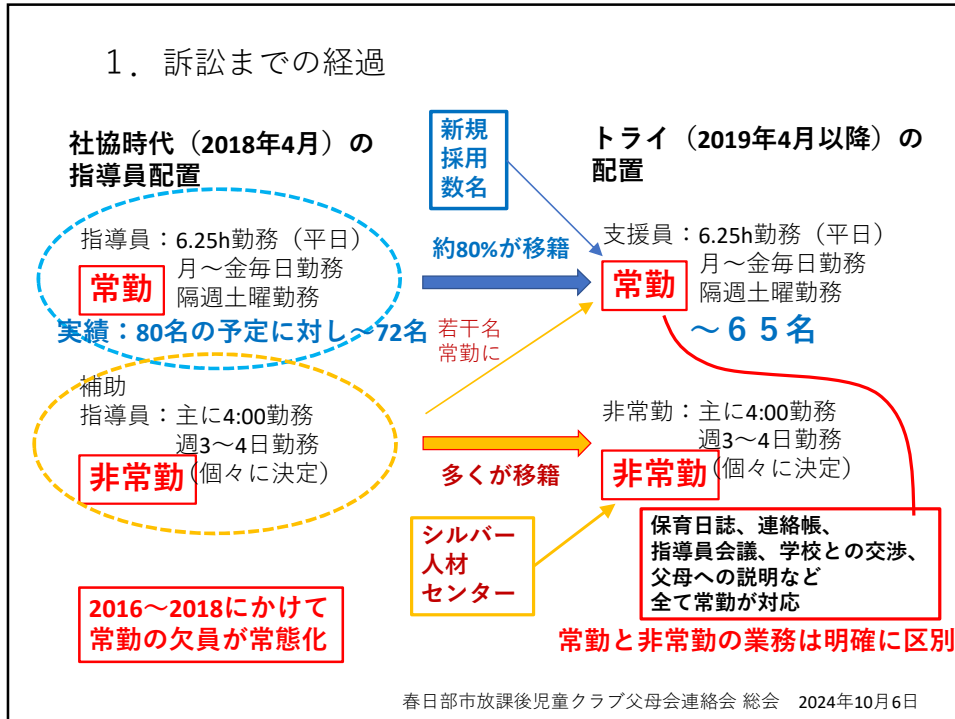 １．訴訟までの経過
社協時代（2018年4月）の
指導員配置
指導員：6.25h勤務（平日）
月～金毎日勤務
隔週土曜勤務
常勤
実績：80名の予定に対し～72名
補助
指導員：主に4:00勤務
週3～4日勤務
（個々に決定）
非常勤
2016～2018にかけて
常勤の欠員が常態化
新規
採用
数名
約80%が移籍
若干名
常勤に
多くが移籍
シルバー
人材
センター
トライ（2019年4月以降）の
配置
支援員：6.25h勤務（平日）
月～金毎日勤務
隔週土曜勤務
常勤
～６５名
非常勤：主に4:00勤務
週3～4日勤務
（個々に決定）
非常勤
保育日誌、連絡帳、
指導員会議、学校との交渉、
父母への説明など
全て常勤が対応
常勤と非常勤の業務は明確に区別
春日部市放課後児童クラブ父母会連絡会 総会　2024年10月6日